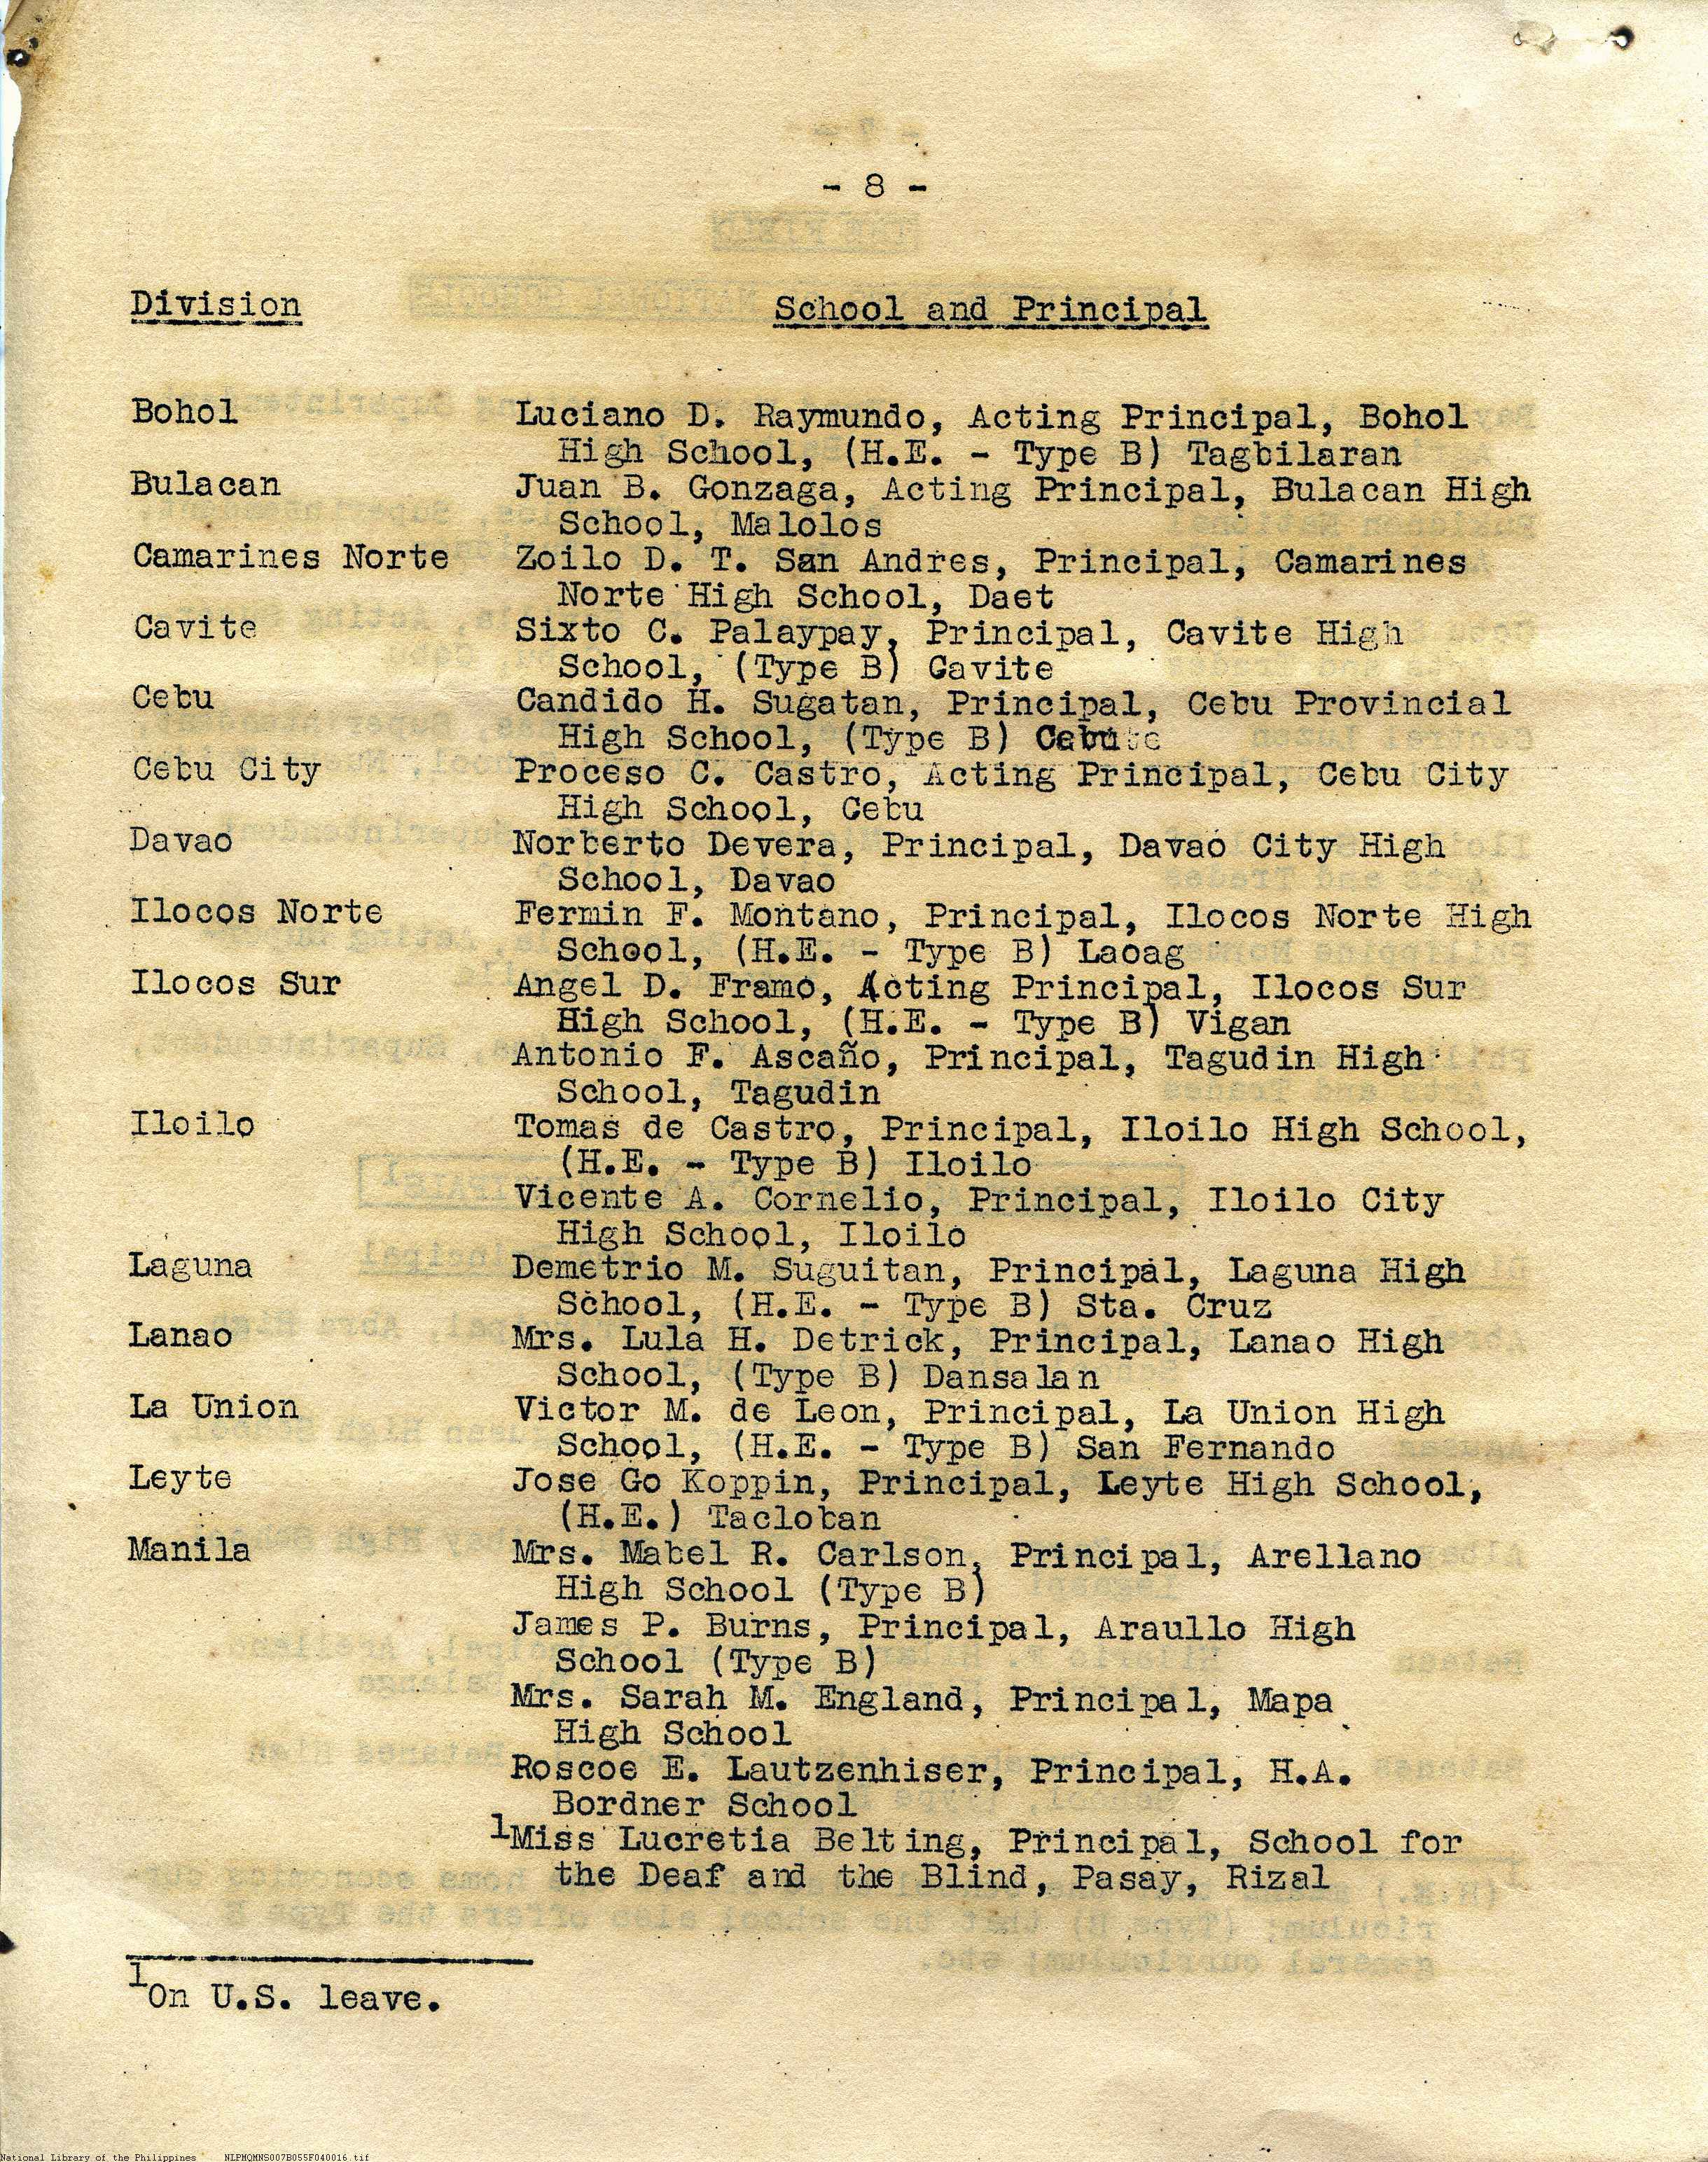 - 8 -
Division School and Principal
Bohol Luciano D. Raymundo, Acting Principal, Bohol
High School, (H.E. - Type B) Tagbilaran
Bulacan Juan B. Gonzaga, Acting Principal, Bulacan High
School, Malolos
Camarines Norte Zoilo D. T. San Andres, Principal, Camarines
Norte High School, Daet
Cavite Sixto C. Palaypay, Principal, Cavite High
School, (Type B) Cavite
Cebu Candido H. Sugatan, Principal, Cebu Provincial
High School, (Type B) Cebu
Cebu City Proceso C. Castro, Acting Principal, Cebu City
High School, Cebu
Davao Norberto Devera, Principal, Davao City High
School, Davao
Ilocos Norte Fermin F. Montano, Principal, Ilocos Norte High
School, (H.E. - Type B) Laoag
Ilocos Sur Angel D. Framo, Acting Principal, Ilocos Sur
High School, (H.E. - Type B) Vigan
Antonio F. Ascaño, Principal, Tagudin High
School, Tagudin
Iloilo Tomas de Castro, Principal, Iloilo High School,
(H.E. - Type B) Iloilo
Vicente A. Cornelio, Principal, Iloilo City
High School, Iloilo
Laguna Demetrio M. Suguitan, Principal, Laguna High
School, (H.E. - Type B) Sta. Cruz
Lanao Mrs. Lula H. Detrick, Principal, Lanao High
School, (Type B) Dansalan
La Union Victor M. de Leon, Principal, La Union High
School, (H.E. - Type B) San Fernando
Leyte Jose Go Koppin, Principal, Leyte High School,
(H.E.) Tacloban
Manila Mrs. Mabel R. Carlson, Principal, Arellano
High School (Type B)
James P. Burns, Principal, Araullo High
School (Type B)
Mrs. Sarah M. England, Principal, Mapa
High School
Roscoe E. Lautzenhiser, Principal, H.A.
Bordner School
1Miss Lucretia Belting, Principal, School for
the Deaf and the Blind, Pasay, Rizal
1On U.S. leave.
National Library of the Philippines NLPMQMNS007B055F040016.tif